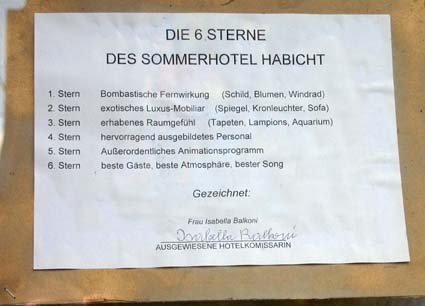 DIE 6 STERNE
DES SOMMERHOTEL HABICHT
1. Stern Bombastische Fernwirkung (Schild, Blumen, Windrad)
2. Stern exotisches Luxus-Mobiliar (Spiegel, Kronleuchter, Sofa)
3. Stern erhabenes Raumgefühl (Tapeten, Lampions, Aquarium)
4. Stern hervorragend ausgebildetes Personal
5. Stern Außerordentliches Animationsprogramm
6. Stern beste Gäste, beste Atmosphäre, bester Song
Gezeichnet:
Frau Isabella Balkoni
Isabella Balkoni
AUSGEWIESENE HOTELKOMISSARIN